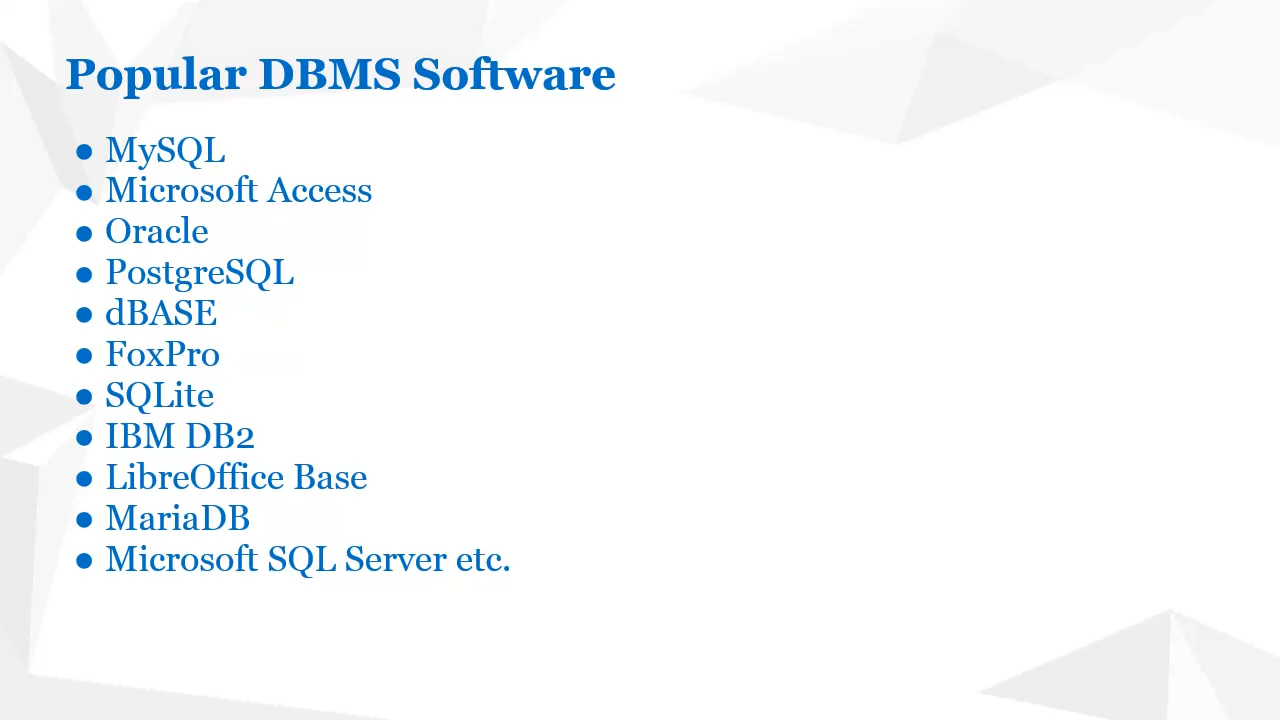 Popular DBMS Software
● MySQL
● Microsoft Access
● Oracle
● PostgreSQL
● dBASE
● FoxPro
● SQLite
● IBM DB2
● LibreOffice Base
● MariaDB
● Microsoft SQL Server etc.